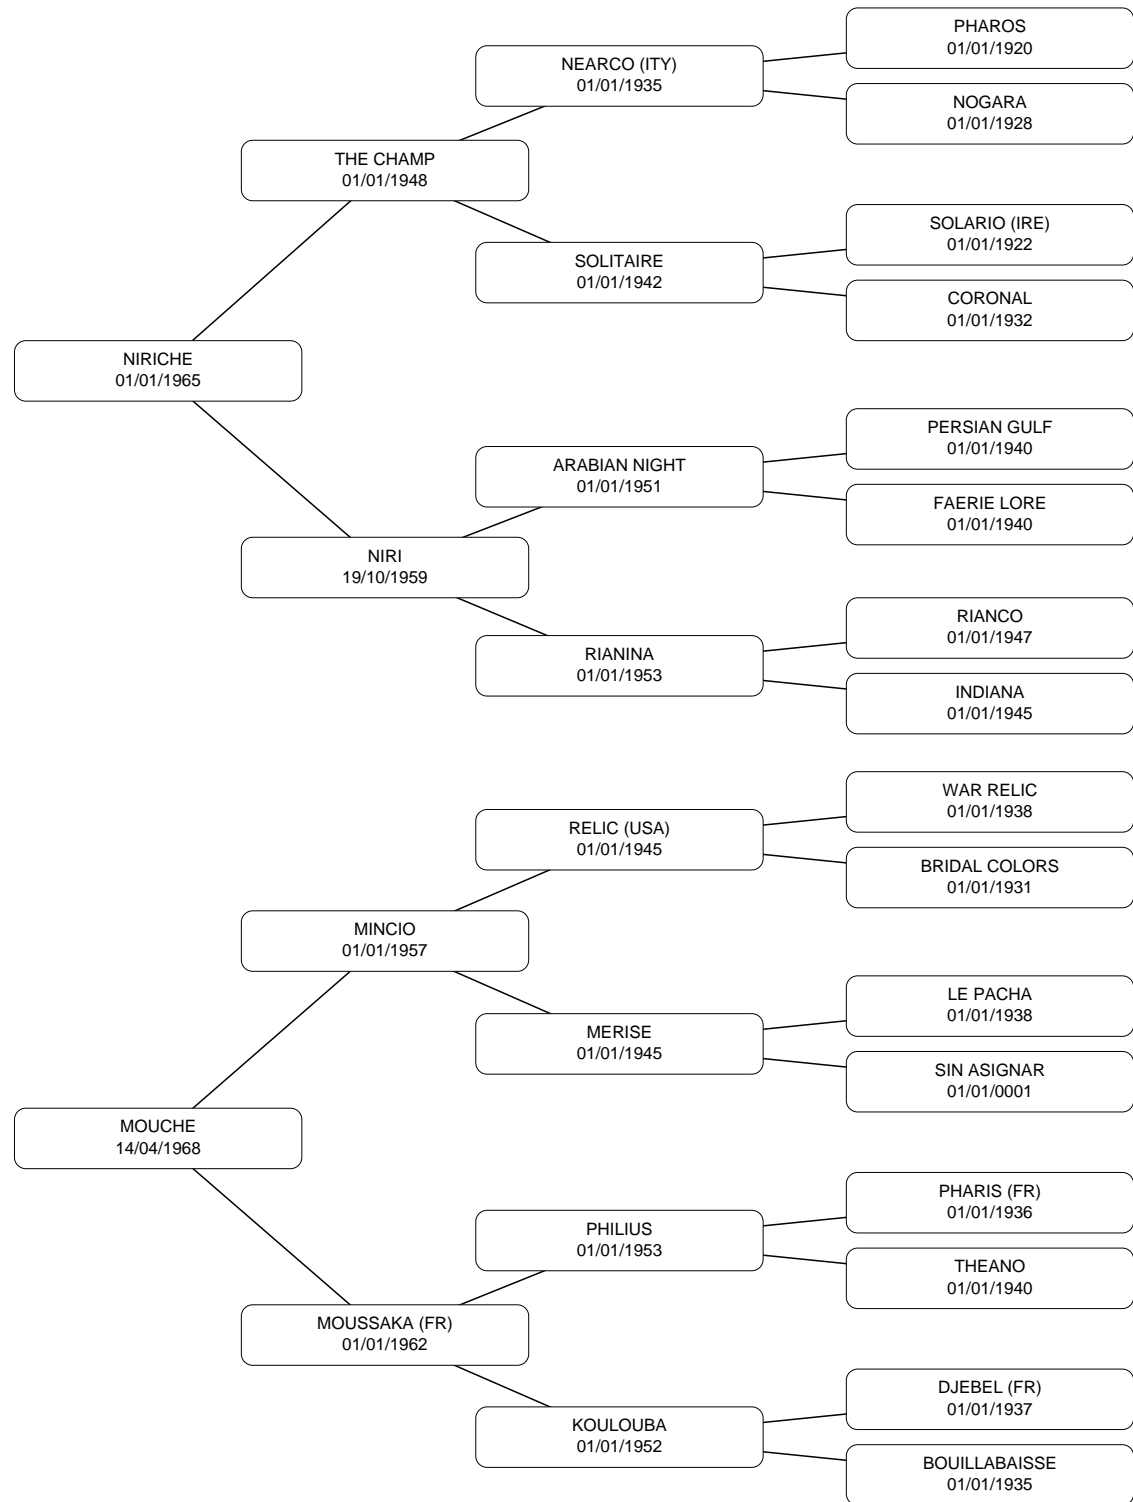 PHAROS
01/01/1920
NEARCO (ITY)
01/01/1935
NOGARA
01/01/1928
THE CHAMP
01/01/1948
SOLARIO (IRE)
01/01/1922
SOLITAIRE
01/01/1942
CORONAL
01/01/1932
NIRICHE
01/01/1965
PERSIAN GULF
01/01/1940
ARABIAN NIGHT
01/01/1951
FAERIE LORE
01/01/1940
NIRI
19/10/1959
RIANCO
01/01/1947
RIANINA
01/01/1953
INDIANA
01/01/1945
WAR RELIC
01/01/1938
RELIC (USA)
01/01/1945
BRIDAL COLORS
01/01/1931
MINCIO
01/01/1957
LE PACHA
01/01/1938
MERISE
01/01/1945
SIN ASIGNAR
01/01/0001
MOUCHE
14/04/1968
PHARIS (FR)
01/01/1936
PHILIUS
01/01/1953
THEANO
01/01/1940
MOUSSAKA (FR)
01/01/1962
DJEBEL (FR)
01/01/1937
KOULOUBA
01/01/1952
BOUILLABAISSE
01/01/1935